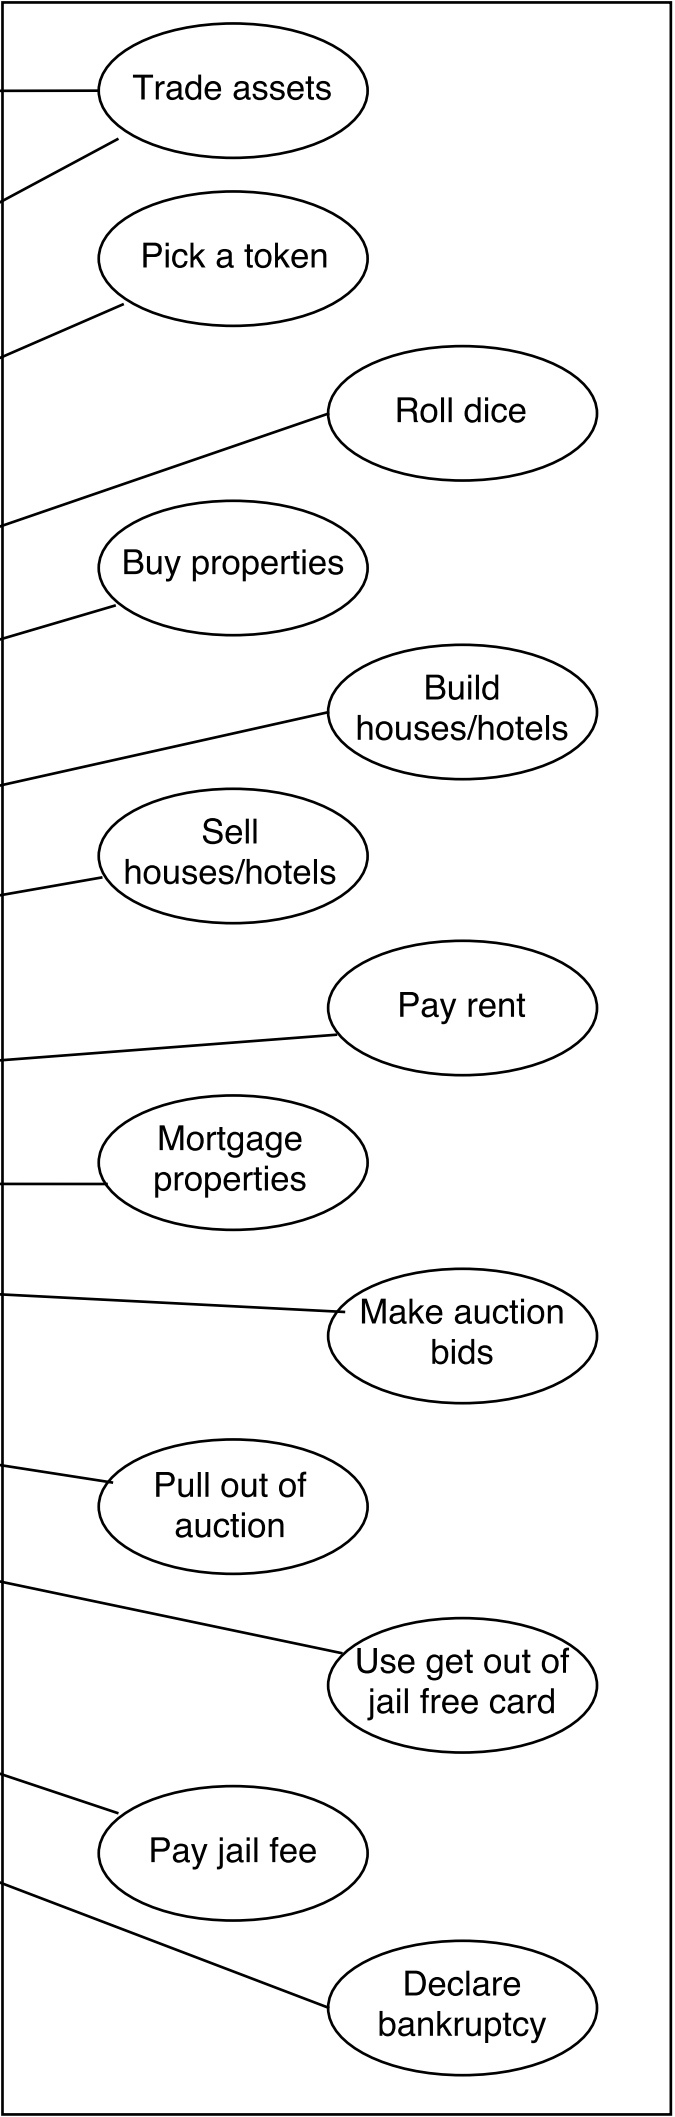 Trade assets
Pick a token
Roll dice
Buy properties
Build
houses/hotels
Sell
houses/hotels
Pay rent
Mortgage
properties
Make auction
bids
Pull out of
auction
Use get out of
jail free card
Pay jail fee
Declare
bankruptcy